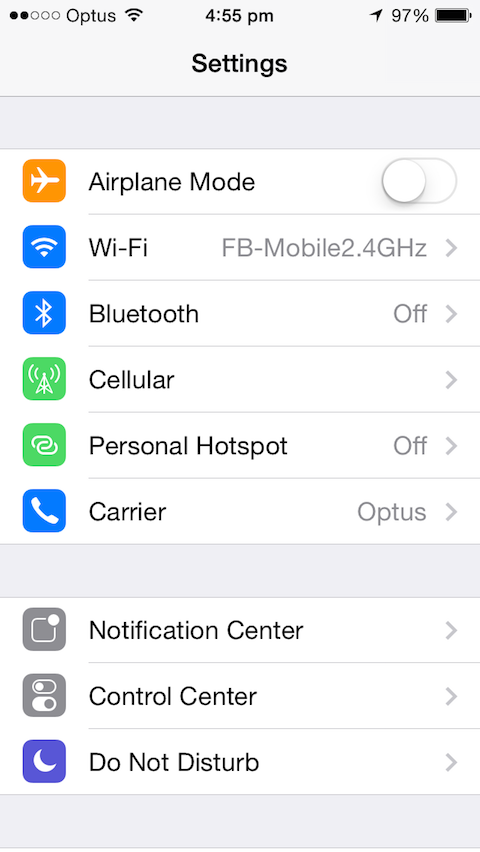 Optus 4:55 pm 97%
Settings
Airplane Mode
Wi-Fi FB-Mobile2.4GHz
Bluetooth Off
Cellular
Personal Hotspot Off
Carrier Optus
Notification Center
Control Center
Do Not Disturb